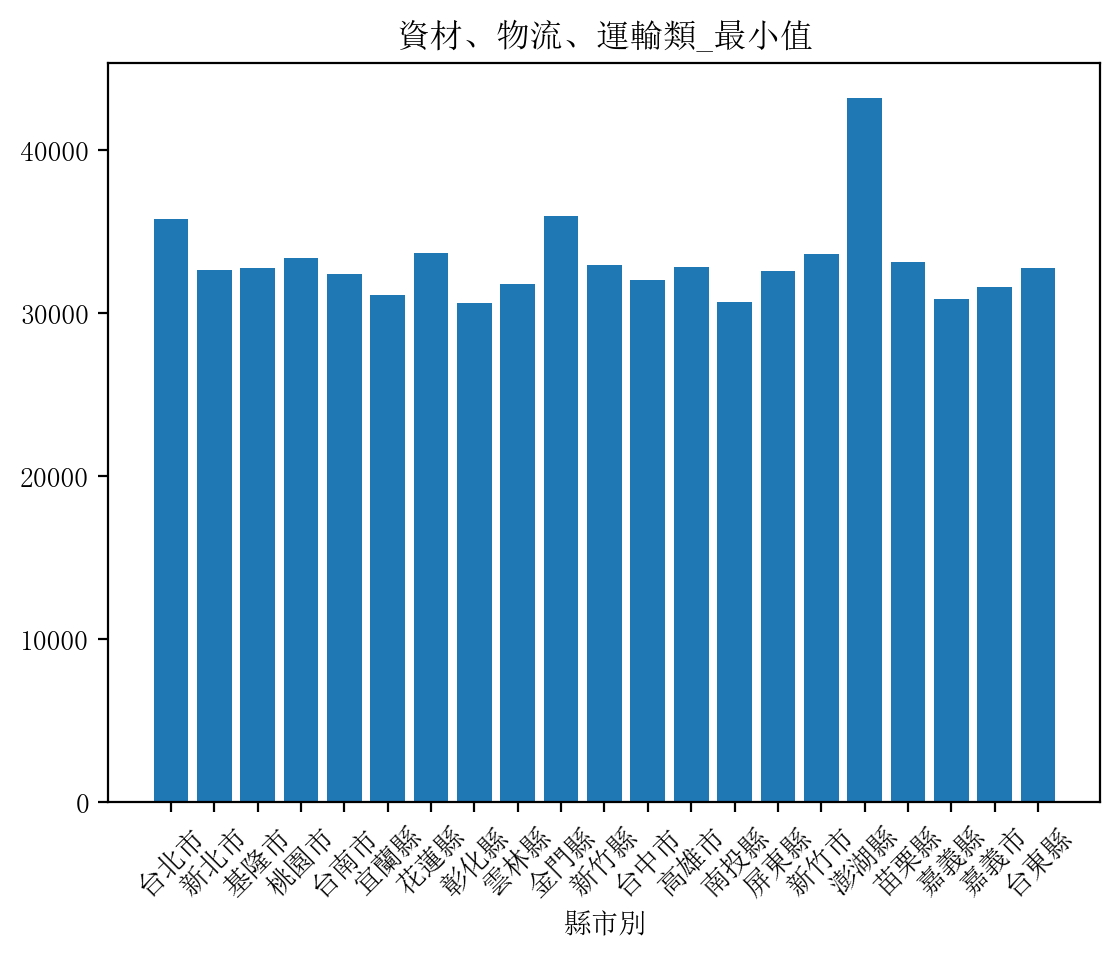 資材、物流、運輸類_最小值
40000
30000
20000
10000
0
台北市
新北市
基隆市
桃園市
台南市
宜蘭縣
花蓮縣
彰化縣
雲林縣
金門縣
新竹縣
台中市
高雄市
南投縣
屏東縣
新竹市
澎湖縣
苗栗縣
嘉義縣
嘉義市
台東縣
縣市別